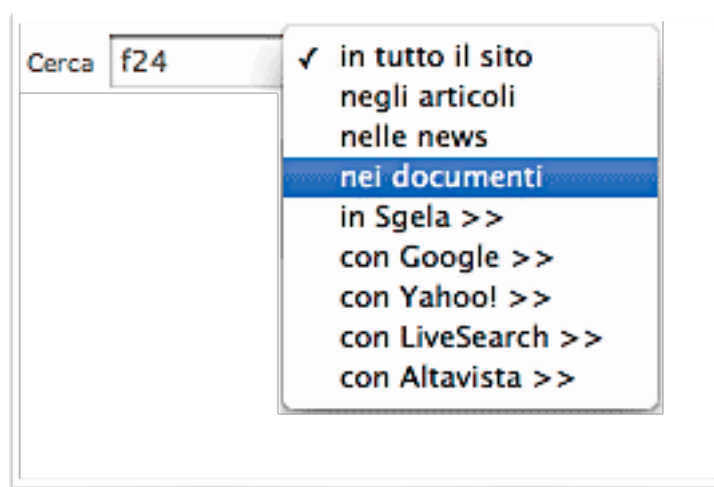 Cerca f24 ✓ in tutto il sito
negli articoli
nelle news
nei documenti
in Sgela >>
con Google >>
con Yahoo! >>
con LiveSearch >>
con Altavista >>